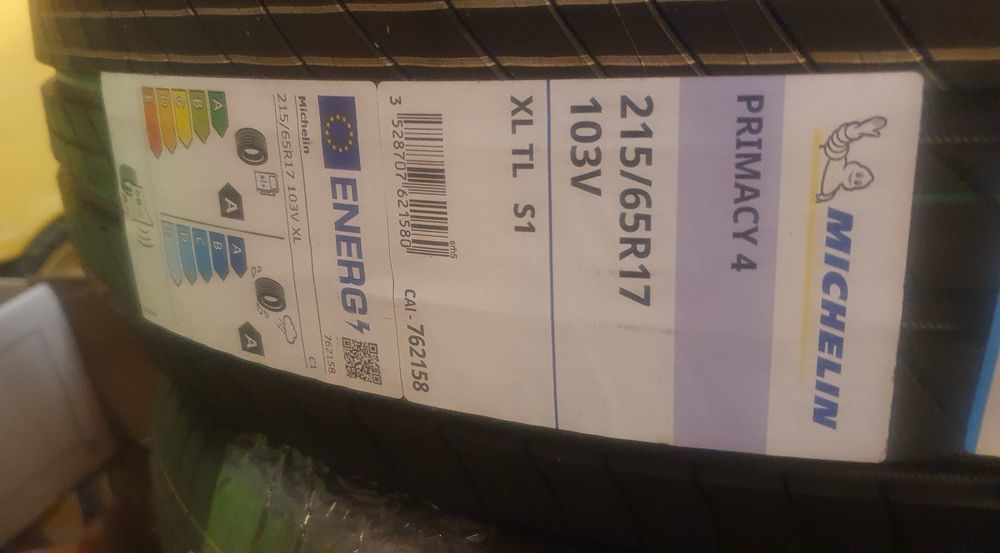 MICHELIN
PRIMACY 4
215/65R17
103V
XL TL S1
3 528707 621580
sm5
CAI - 762158
ENERG
762158
Michelin
215/65R17 103V XL
C1
A
B
C
D
E
A
A
B
C
D
E
A